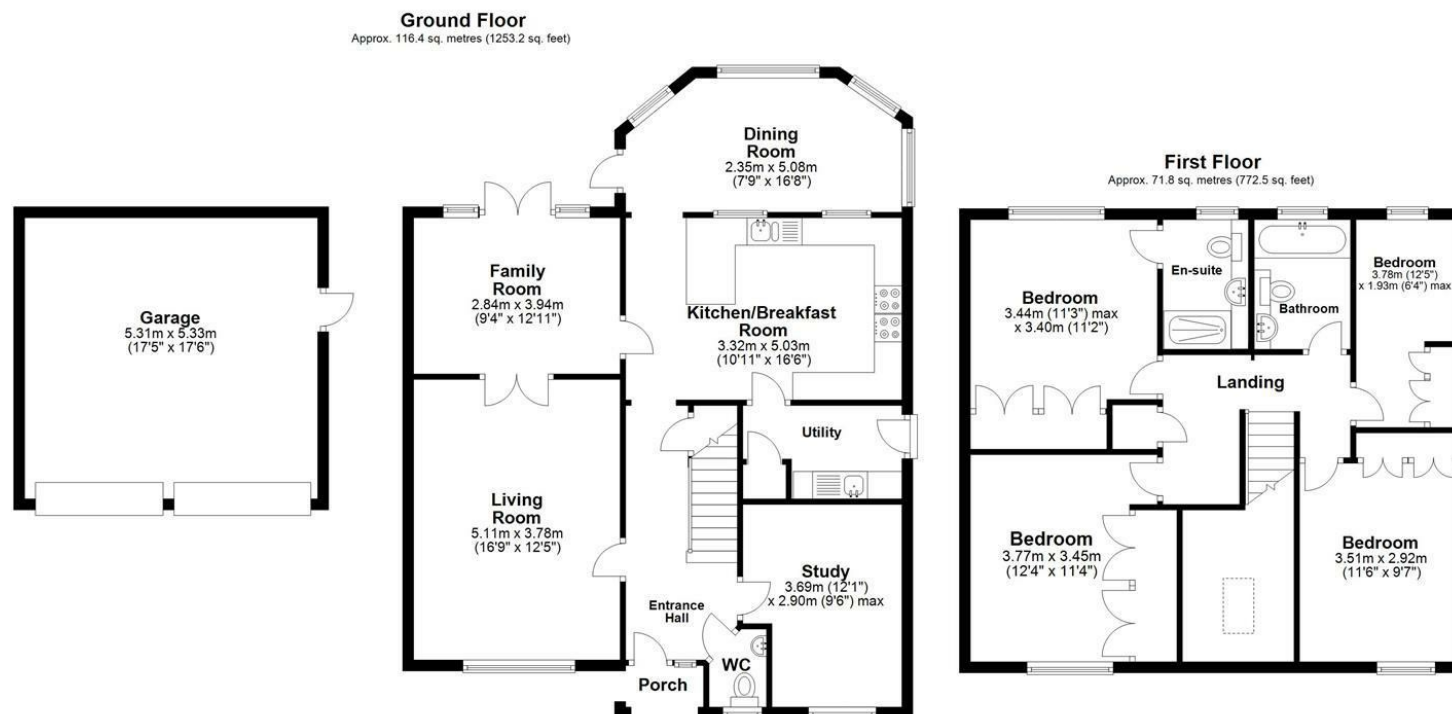 Ground Floor
Approx. 116.4 sq. metres (1253.2 sq. feet)
Garage
5.31m x 5.33m
(17'5" x 17'6")
Dining
Room
2.35m x 5.08m
(7'9" x 16'8")
Family
Room
2.84m x 3.94m
(9'4" x 12'11")
Kitchen/Breakfast
Room
3.32m x 5.03m
(10'11" x 16'6")
Utility
Living
Room
5.11m x 3.78m
(16'9" x 12'5")
Study
3.69m (12'1")
x 2.90m (9'6") max
Entrance
Hall
WC
Porch
First Floor
Approx. 71.8 sq. metres (772.5 sq. feet)
Bedroom
3.44m (11'3") max
x 3.40m (11'2")
En-suite
Bathroom
Bedroom
3.78m (12'5")
x 1.93m (6'4") max
Landing
Bedroom
3.77m x 3.45m
(12'4" x 11'4")
Bedroom
3.51m x 2.92m
(11'6" x 9'7")